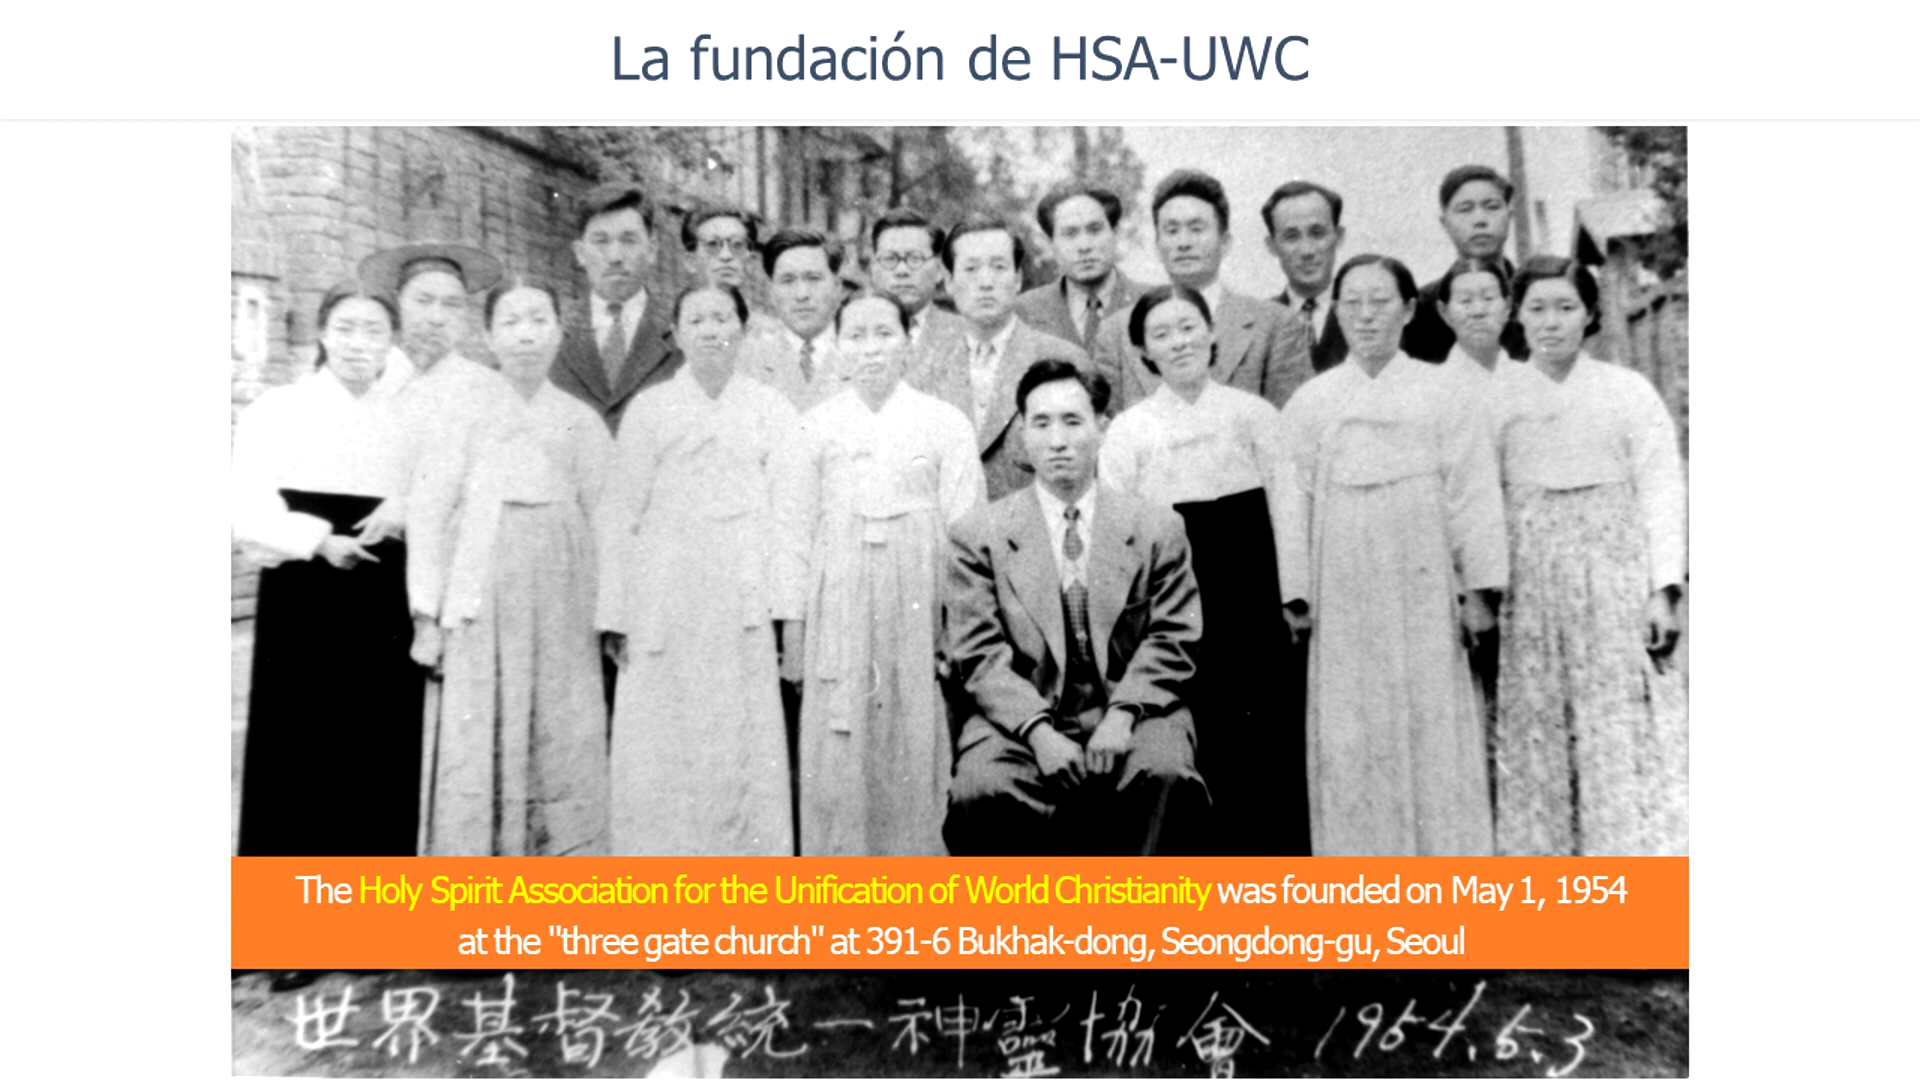 La fundación de HSA-UWC
The Holy Spirit Association for the Unification of World Christianity was founded on May 1, 1954
at the "three gate church" at 391-6 Bukhak-dong, Seongdong-gu, Seoul
世界基督教統一神靈協會 1954.5.3